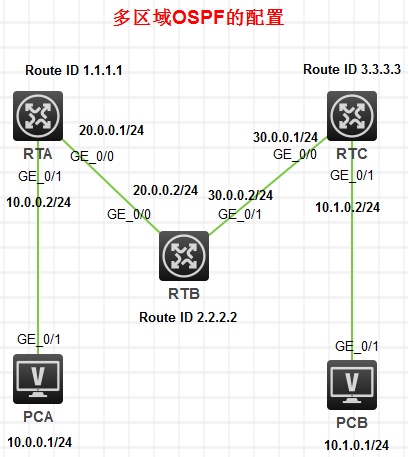 多区域OSPF的配置
Route ID 1.1.1.1
Route ID 3.3.3.3
20.0.0.1/24
30.0.0.1/24
RTA
GE_0/0
GE_0/0
RTC
GE_0/1
GE_0/1
10.0.0.2/24
20.0.0.2/24
30.0.0.2/24
10.1.0.2/24
GE_0/0
GE_0/1
RTB
Route ID 2.2.2.2
GE_0/1
GE_0/1
V
V
PCA
PCB
10.0.0.1/24
10.1.0.1/24